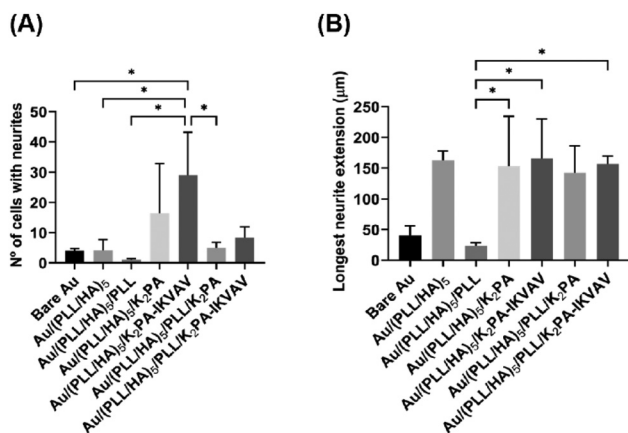 (A)
* 
*
* *
Nº of cells with neurites
50
40
30
20
10
0
Bare Au
Au/(PLL/HA)5
Au/(PLL/HA)5/PLL
Au/(PLL/HA)5/K2PA
Au/(PLL/HA)5/K2PA-IKVAV
Au/(PLL/HA)5/PLL/K2PA
Au/(PLL/HA)5/PLL/K2PA-IKVAV
(B)
*
*
*
Longest neurite extension (μm)
250
200
150
100
50
0
Bare Au
Au/(PLL/HA)5
Au/(PLL/HA)5/PLL
Au/(PLL/HA)5/K2PA
Au/(PLL/HA)5/K2PA-IKVAV
Au/(PLL/HA)5/PLL/K2PA
Au/(PLL/HA)5/PLL/K2PA-IKVAV